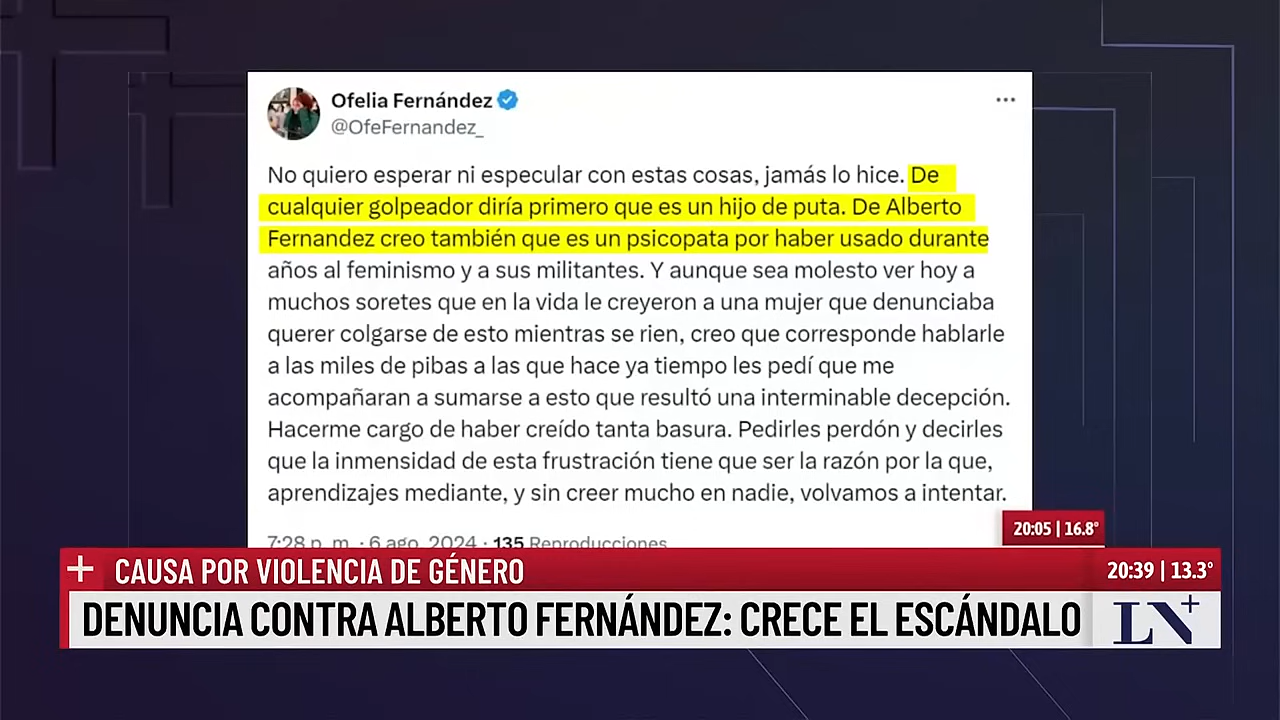 Ofelia Fernández
@OfeFernandez_
No quiero esperar ni especular con estas cosas, jamás lo hice. De
cualquier golpeador diría primero que es un hijo de puta. De Alberto
Fernandez creo también que es un psicopata por haber usado durante
años al feminismo y a sus militantes. Y aunque sea molesto ver hoy a
muchos soretes que en la vida le creyeron a una mujer que denunciaba
querer colgarse de esto mientras se rien, creo que corresponde hablarle
a las miles de pibas a las que hace ya tiempo les pedí que me
acompañaran a sumarse a esto que resultó una interminable decepción.
Hacerme cargo de haber creído tanta basura. Pedirles perdón y decirles
que la inmensidad de esta frustración tiene que ser la razón por la que,
aprendizajes mediante, y sin creer mucho en nadie, volvamos a intentar.
7:28 p. m. · 6 ago. 2024 · 135 Reproducciones
20:05 | 16.8°
CAUSA POR VIOLENCIA DE GÉNERO
20:39 | 13.3°
DENUNCIA CONTRA ALBERTO FERNÁNDEZ: CRECE EL ESCÁNDALO
LN+